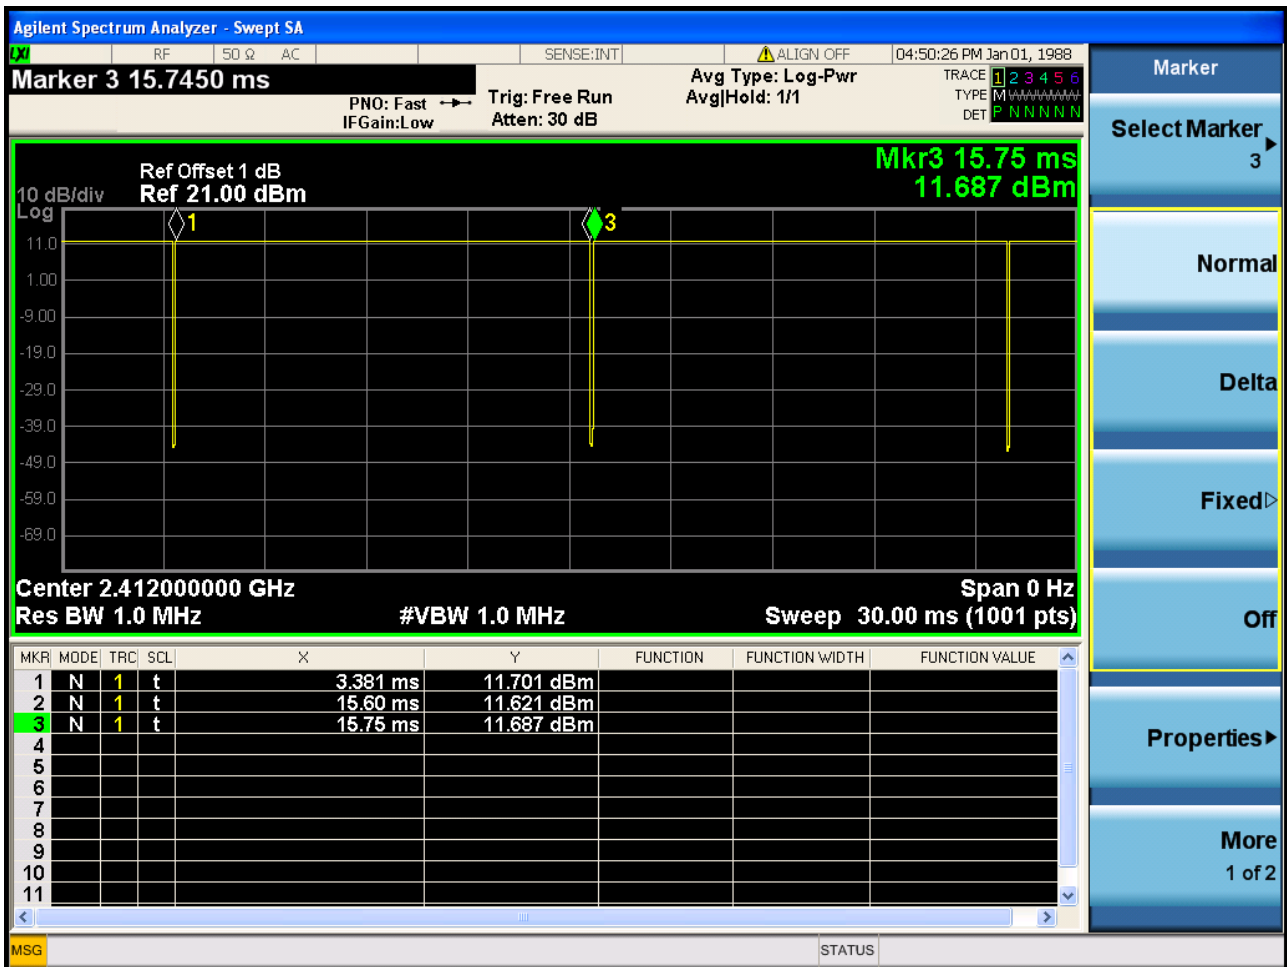 Agilent Spectrum Analyzer - Swept SA
LXI RF 50 Ω AC SENSE:INT ALIGN OFF 04:50:26 PM Jan 01, 1988
Marker 3 15.7450 ms
PNO: Fast
IFGain:Low
Trig: Free Run
Atten: 30 dB
Avg Type: Log-Pwr
Avg|Hold: 1/1
TRACE 1 2 3 4 5 6
TYPE M WWWWW
DET P N N N N N
Mkr3 15.75 ms
11.687 dBm
Ref Offset 1 dB
10 dB/div Ref 21.00 dBm
Log
1
3
11.0
1.00
-9.00
-19.0
-29.0
-39.0
-49.0
-59.0
-69.0
Center 2.412000000 GHz Span 0 Hz
Res BW 1.0 MHz #VBW 1.0 MHz Sweep 30.00 ms (1001 pts)
MKR MODE TRC SCL X Y FUNCTION FUNCTION WIDTH FUNCTION VALUE
1 N 1 t 3.381 ms 11.701 dBm
2 N 1 t 15.60 ms 11.621 dBm
3 N 1 t 15.75 ms 11.687 dBm
4
5
6
7
8
9
10
11
MSG STATUS
Marker
Select Marker
3
Normal
Delta
Fixed
Off
Properties
More
1 of 2